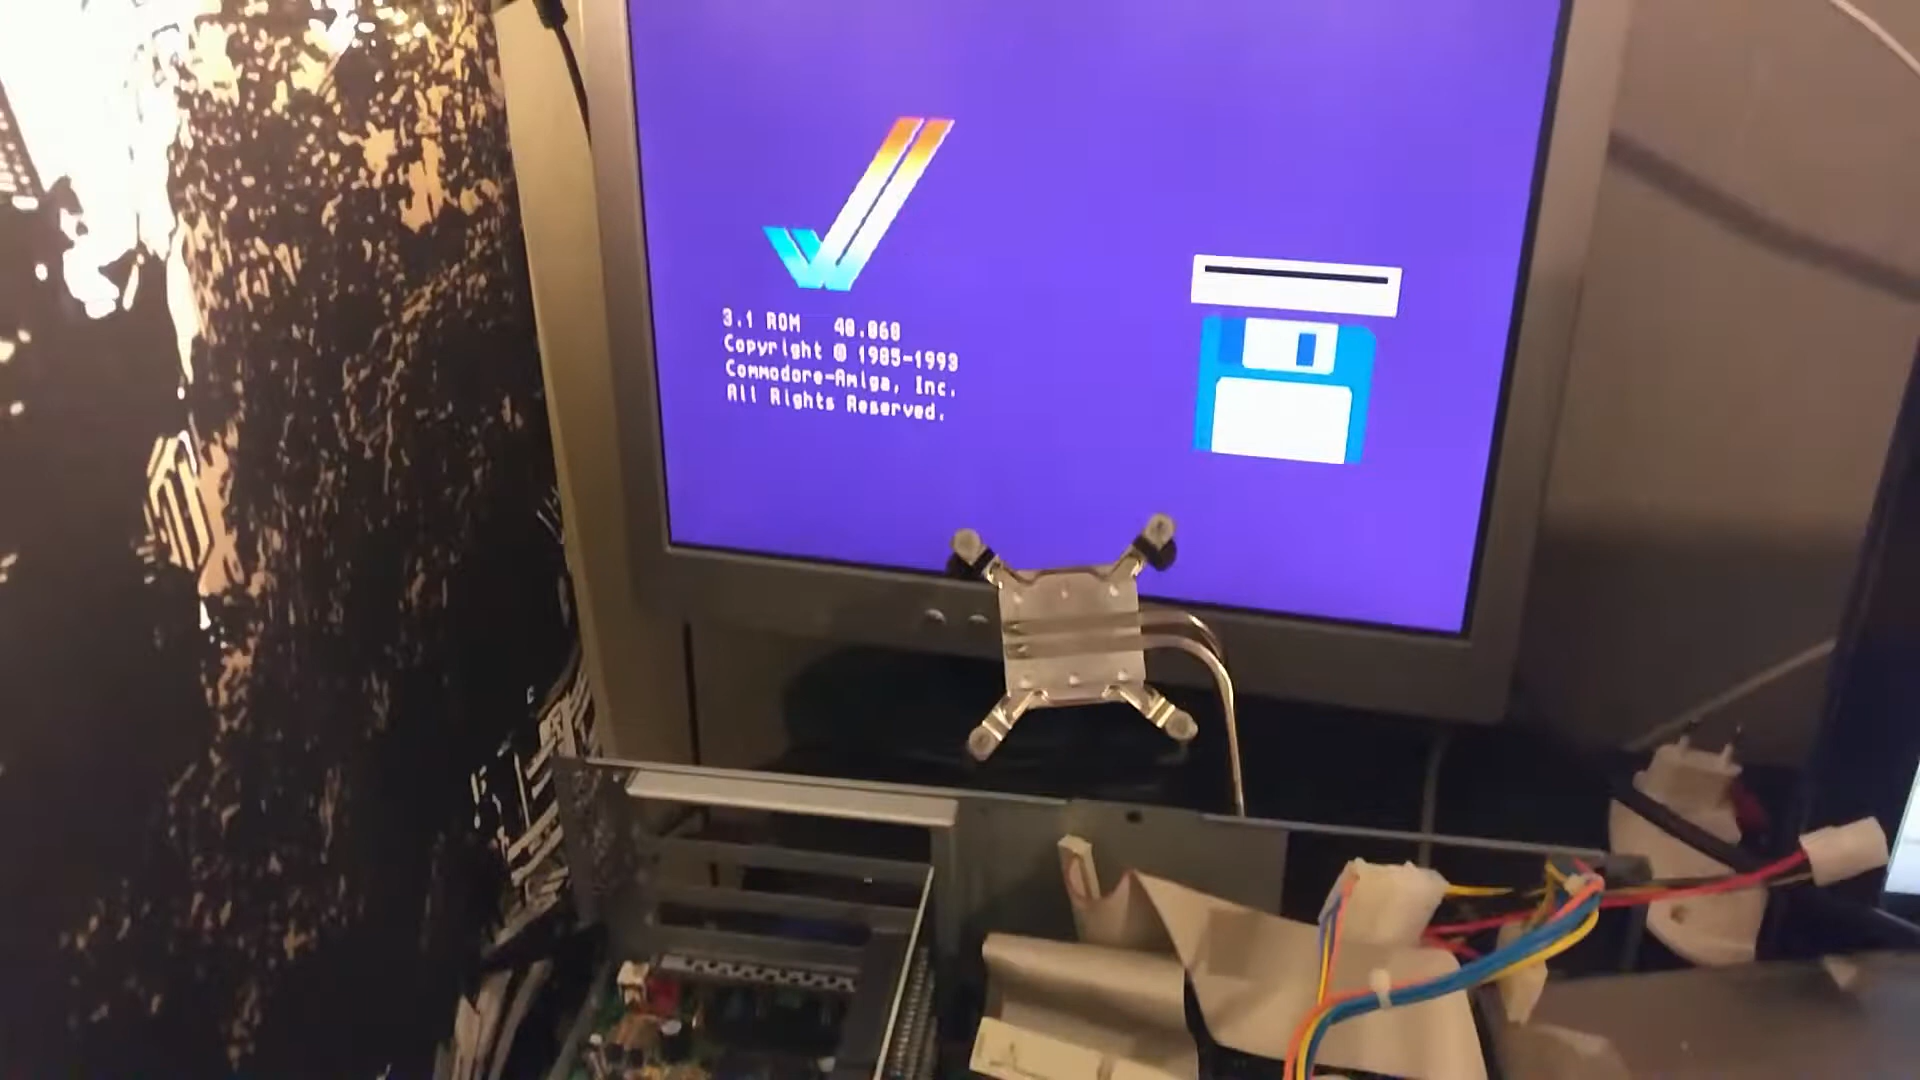 3.1 ROM 40.068
Copyright © 1985-1993
Commodore-Amiga, Inc.
All Rights Reserved.